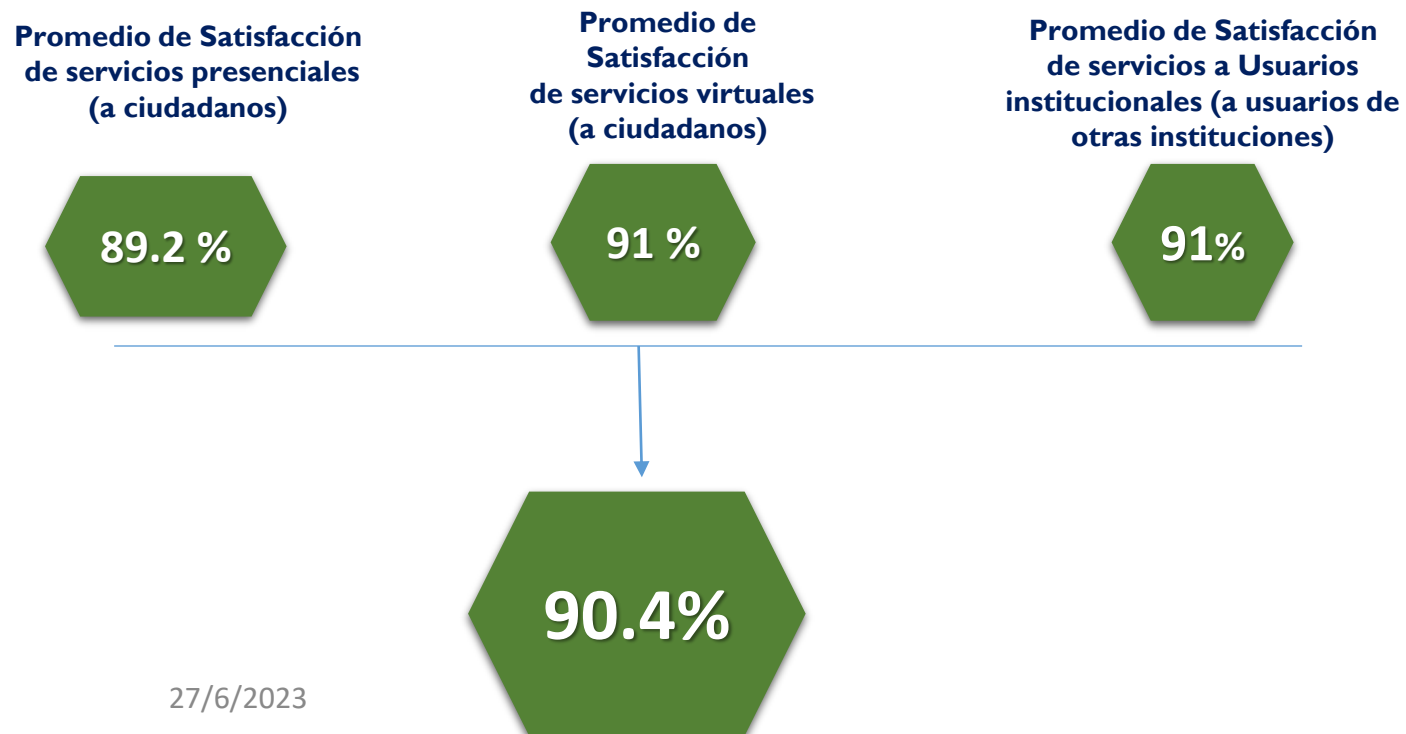 Promedio de Satisfacción
de servicios presenciales
(a ciudadanos)
Promedio de
Satisfacción
de servicios virtuales
(a ciudadanos)
Promedio de Satisfacción
de servicios a Usuarios
institucionales (a usuarios de
otras instituciones)
89.2 %
91 %
91%
90.4%
27/6/2023